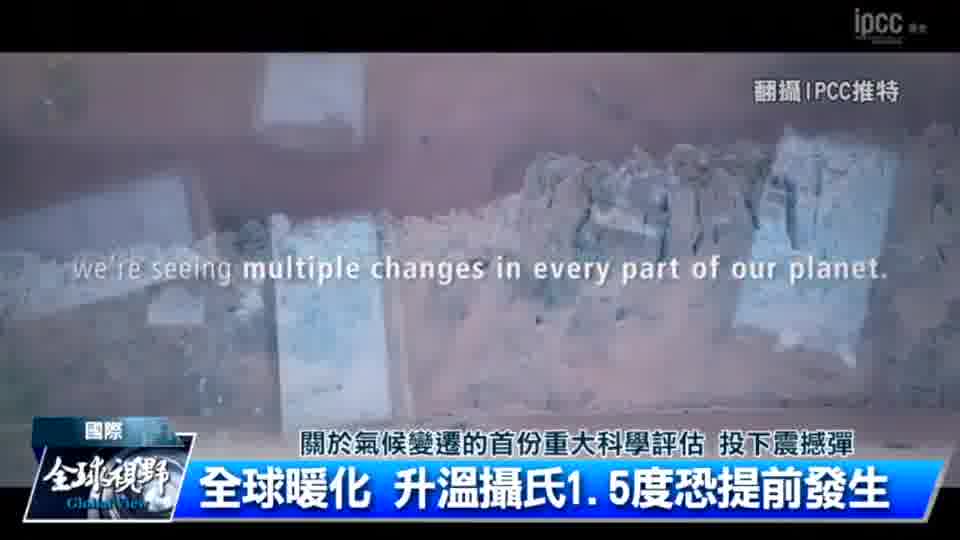 ipcc
翻攝IPCC推特
we're seeing multiple changes in every part of our planet.
國際
關於氣候變遷的首份重大科學評估 投下震撼彈
全球視野
Global View
全球暖化 升溫攝氏1.5度恐提前發生